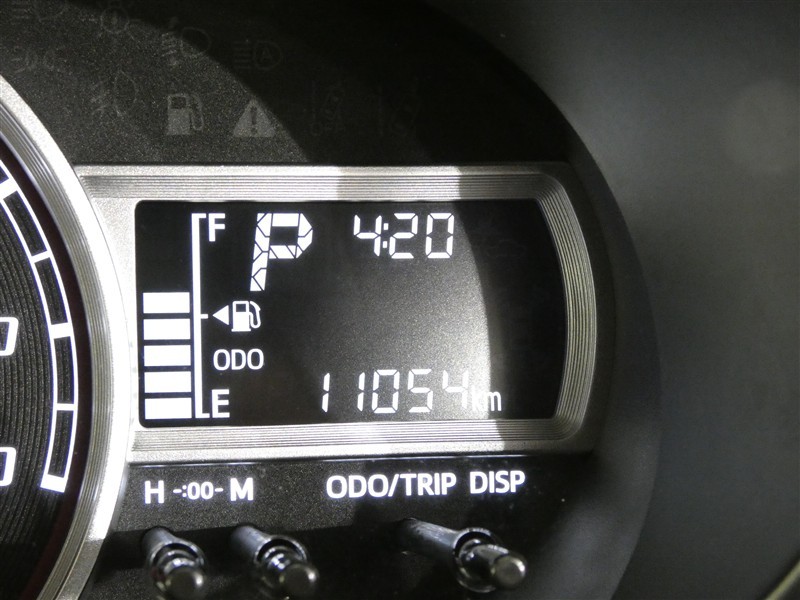 F P 4:20
ODO
E 11054km
H -:00- M ODO/TRIP DISP